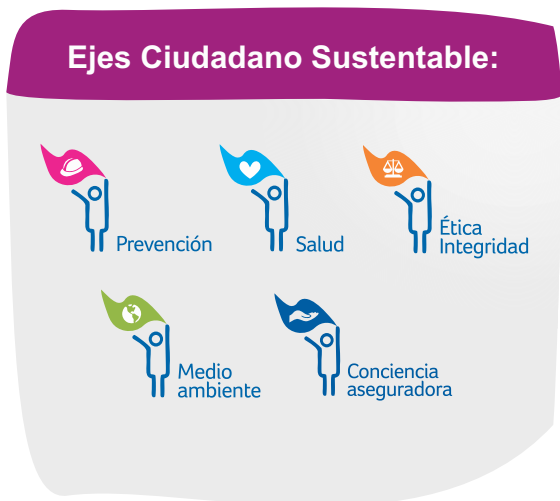 Ejes Ciudadano Sustentable:
Prevención
Salud
Ética
Integridad
Medio
ambiente
Conciencia
aseguradora